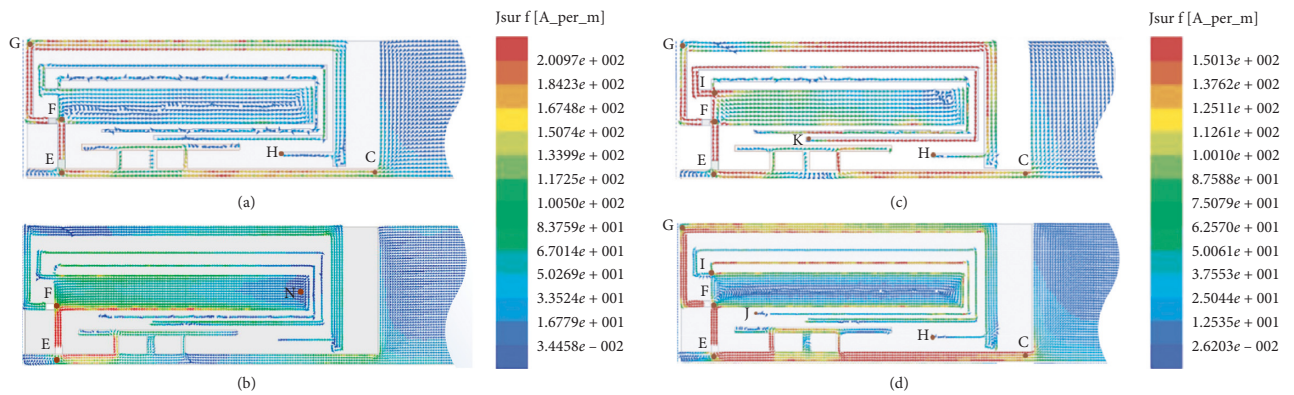 Jsur f [A_per_m]
2.0097e + 002
1.8423e + 002
1.6748e + 002
1.5074e + 002
1.3399e + 002
1.1725e + 002
1.0050e + 002
8.3759e + 001
6.7014e + 001
5.0269e + 001
3.3524e + 001
1.6779e + 001
3.4458e – 002
G
F
E
H
C
(a)
F
E
N
(b)
Jsur f [A_per_m]
1.5013e + 002
1.3762e + 002
1.2511e + 002
1.1261e + 002
1.0010e + 002
8.7588e + 001
7.5079e + 001
6.2570e + 001
5.0061e + 001
3.7553e + 001
2.5044e + 001
1.2535e + 001
2.6203e – 002
G
I
F
K
E
H
C
(c)
G
I
F
J
E
H
C
(d)